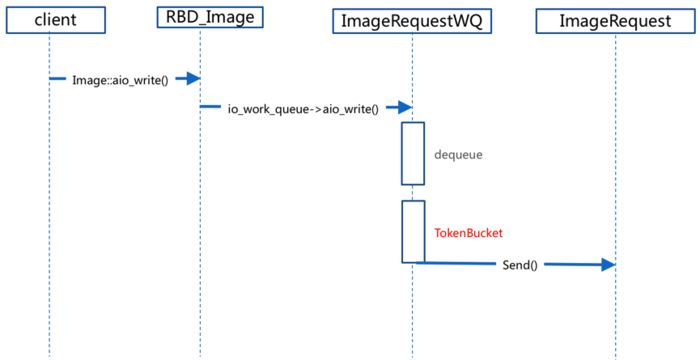 client
RBD_Image
ImageRequestWQ
ImageRequest
Image::aio_write()
io_work_queue->aio_write()
dequeue
TokenBucket
Send()